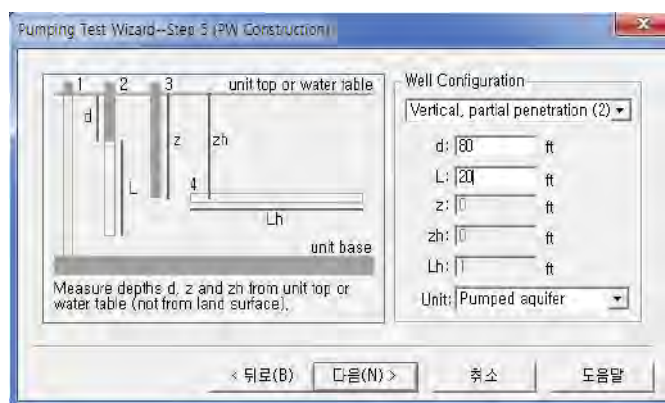 Pumping Test Wizard--Step 5 (PW Construction)
1 2 3 unit top or water table
d
z
zh
L
4
Lh
unit base
Measure depths d, z and zh from unit top or
water table (not from land surface).
Well Configuration
Vertical, partial penetration (2)
d: 80 ft
L: 20 ft
z: 0 ft
zh: 0 ft
Lh: 1 ft
Unit: Pumped aquifer
< 뒤로(B)
다음(N) >
취소
도움말